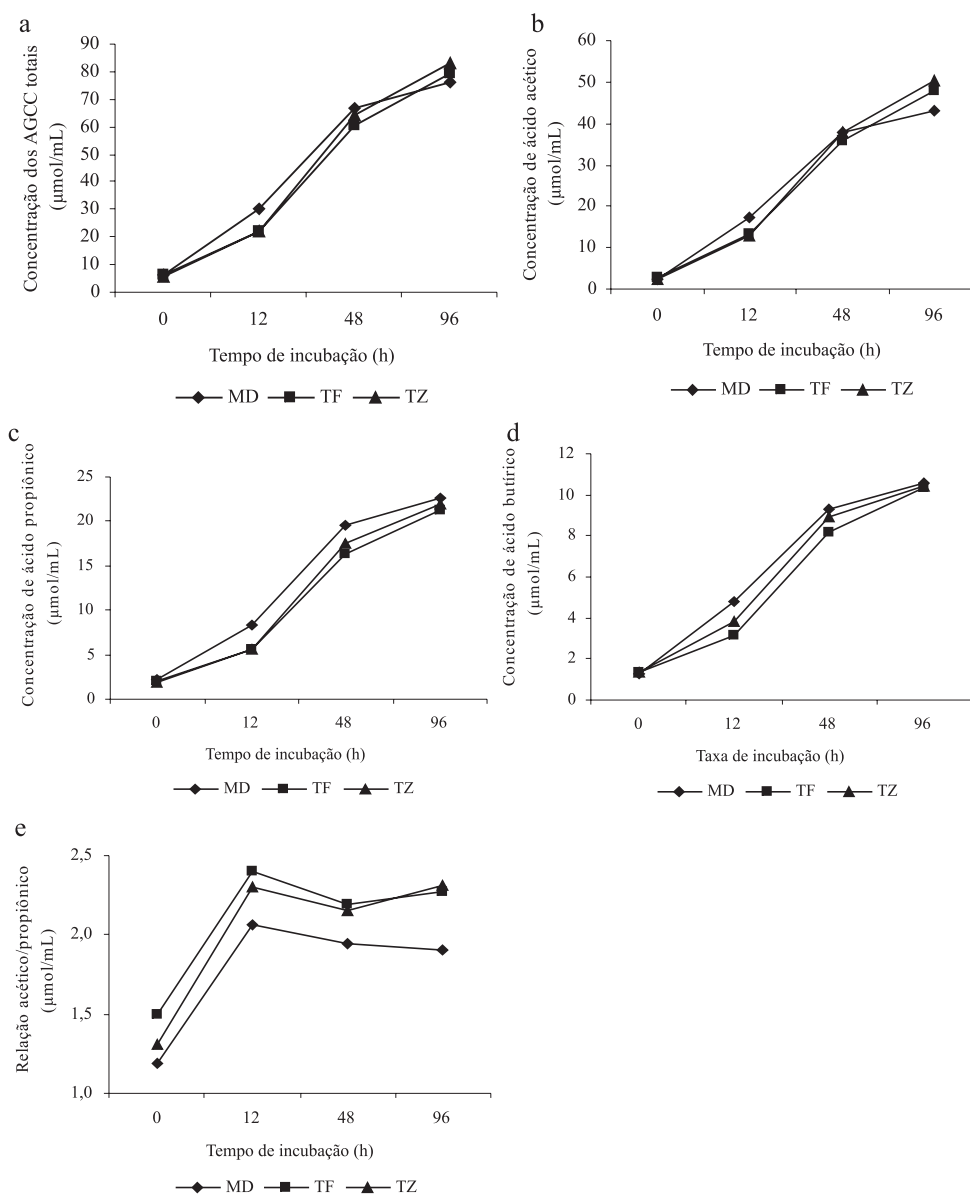 a
Concentração dos AGCC totais
(μmol/mL)
90
80
70
60
50
40
30
20
10
0
0 12 48 96
Tempo de incubação (h)
MD TF TZ
b
Concentração de ácido acético
(μmol/mL)
60
50
40
30
20
10
0
0 12 48 96
Tempo de incubação (h)
MD TF TZ
c
Concentração de ácido propiônico
(μmol/mL)
25
20
15
10
5
0
0 12 48 96
Tempo de incubação (h)
MD TF TZ
d
Concentração de ácido butírico
(μmol/mL)
12
10
8
6
4
2
0
0 12 48 96
Taxa de incubação (h)
MD TF TZ
e
Relação acético/propiônico
(μmol/mL)
2,5
2,0
1,5
1,0
0 12 48 96
Tempo de incubação (h)
MD TF TZ